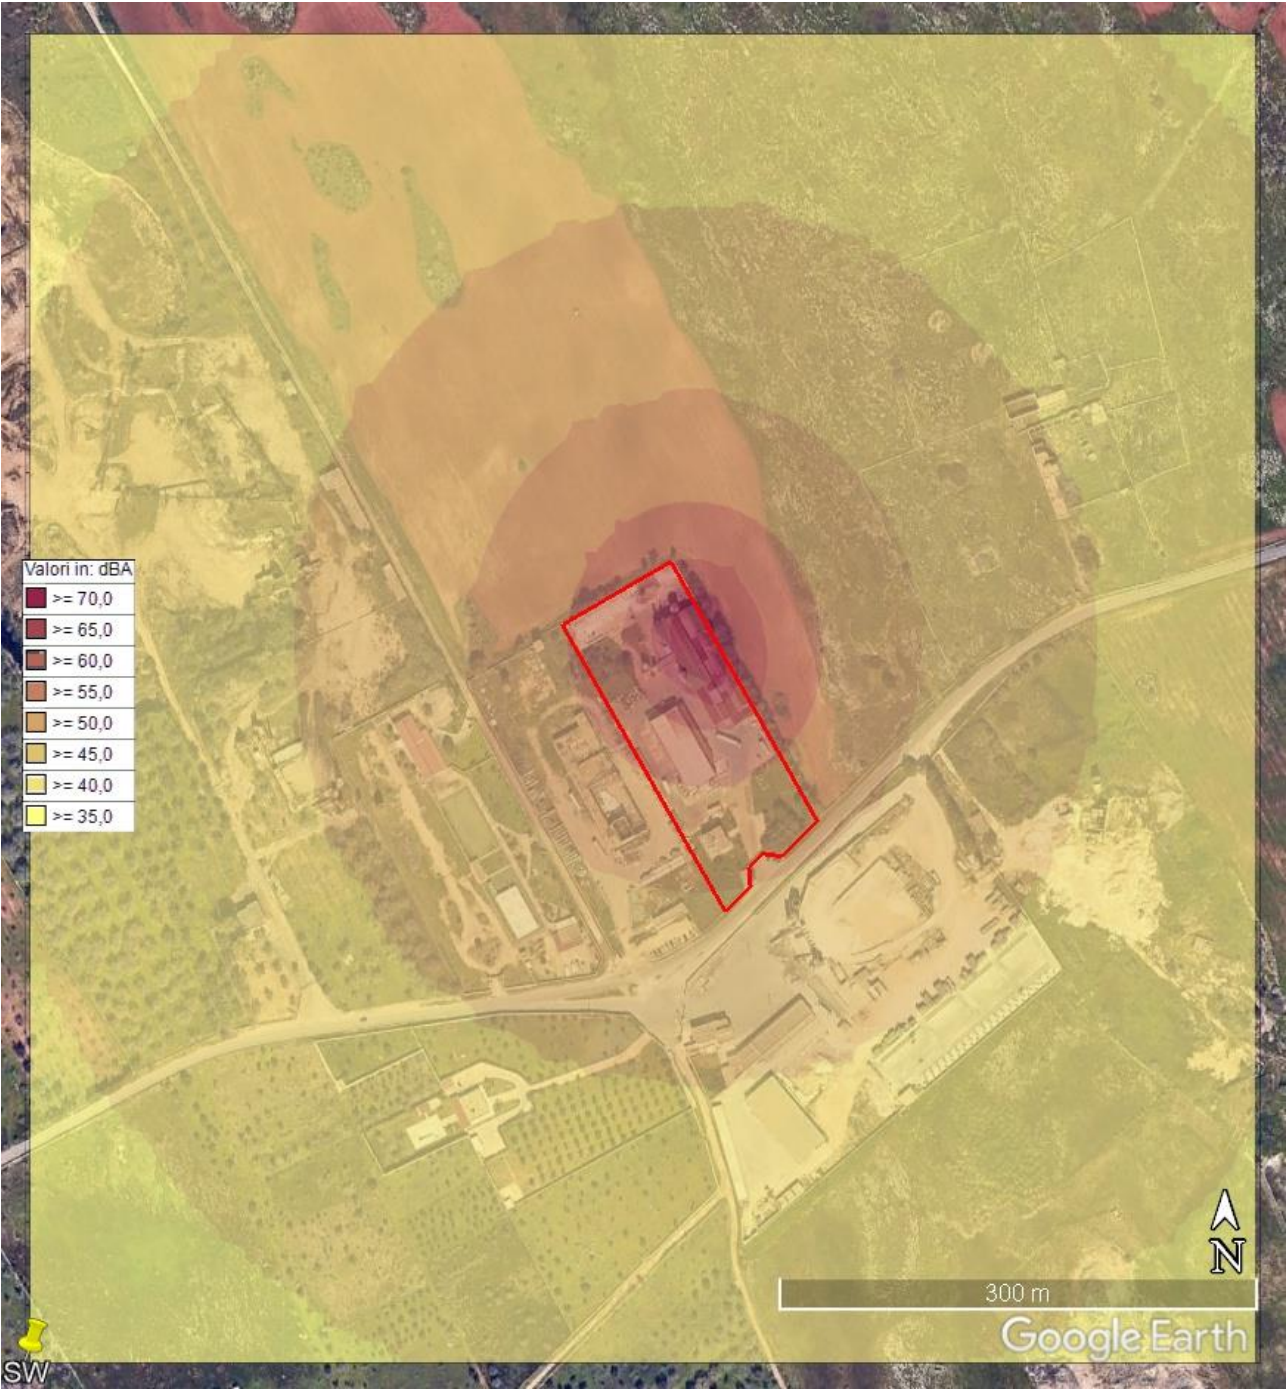 Valori in: dBA
>= 70,0
>= 65,0
>= 60,0
>= 55,0
>= 50,0
>= 45,0
>= 40,0
>= 35,0
N
300 m
Google Earth
SW